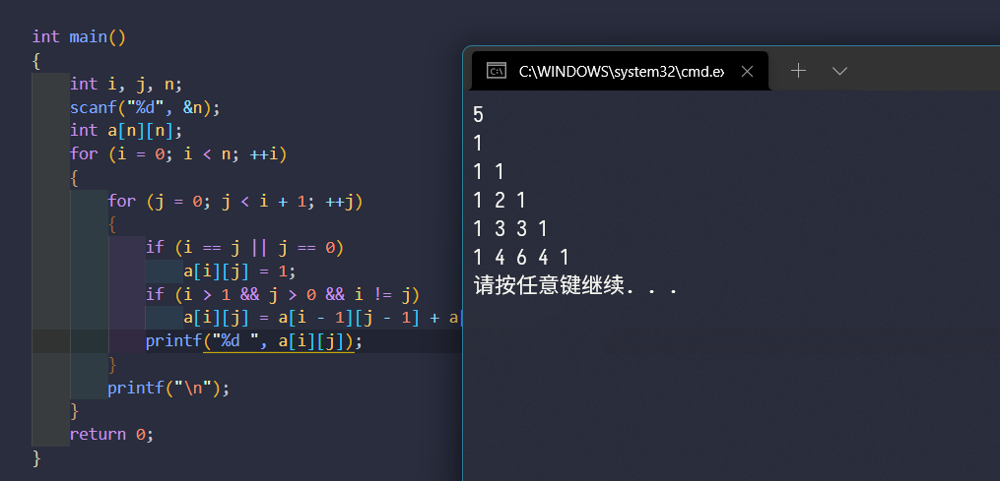 int main()
{
int i, j, n;
scanf("%d", &n);
int a[n][n];
for (i = 0; i < n; ++i)
{
for (j = 0; j < i + 1; ++j)
{
if (i == j || j == 0)
a[i][j] = 1;
if (i > 1 && j > 0 && i != j)
a[i][j] = a[i - 1][j - 1] + a[
printf("%d ", a[i][j]);
}
printf("\n");
}
return 0;
}
C:\WINDOWS\system32\cmd.ex
5
1
1 1
1 2 1
1 3 3 1
1 4 6 4 1
请按任意键继续. . .